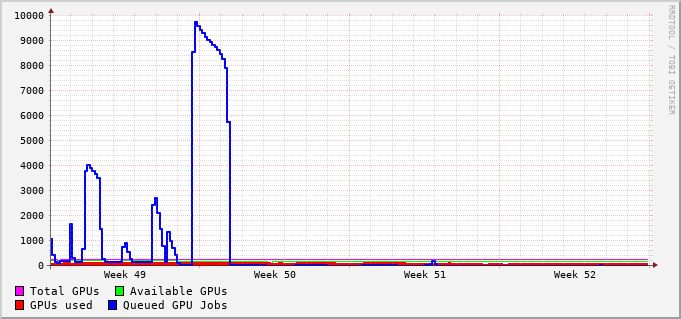 RRDTOOL / TOBI OETIKER
10000
9000
8000
7000
6000
5000
4000
3000
2000
1000
0
Week 49 Week 50 Week 51 Week 52
Total GPUs Available GPUs
GPUs used Queued GPU Jobs